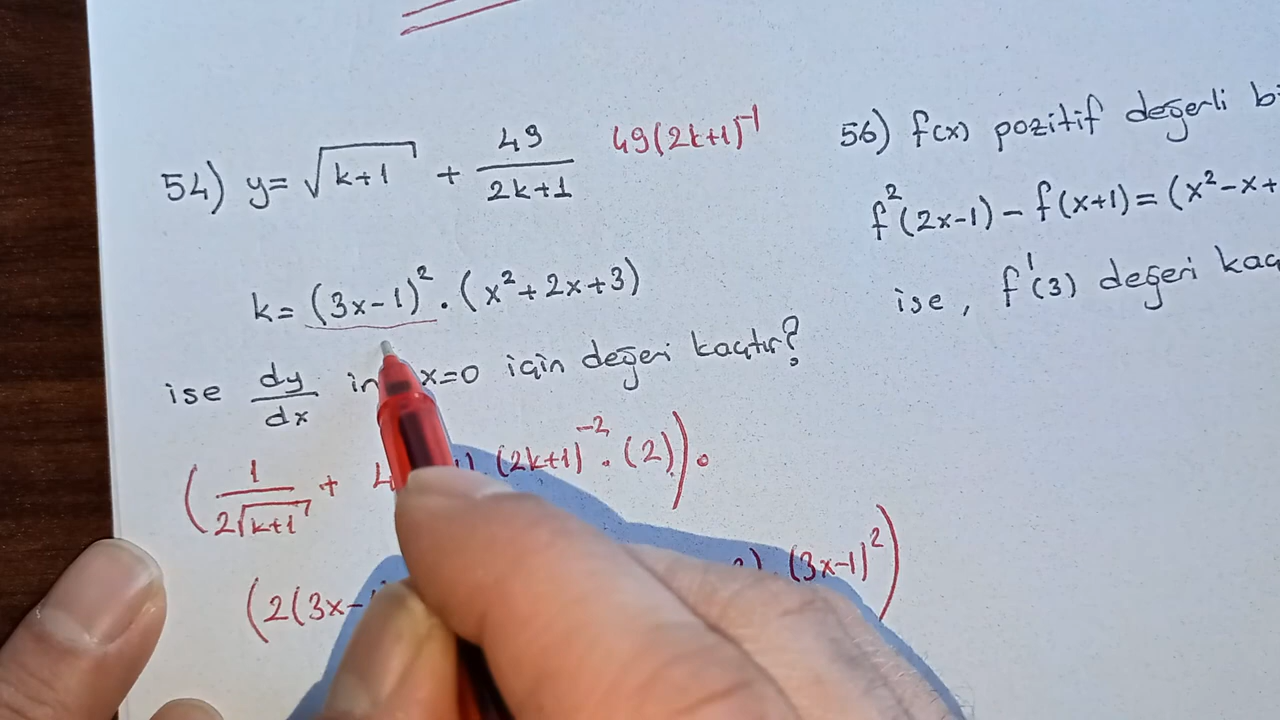 54) y = √(k+1) + 49/(2k+1) 49(2k+1)⁻¹
k = (3x-1)² · (x²+2x+3)
ise dy/dx in x=0 için değeri kaçtır?
(1/(2√(k+1)) + (2k+1)⁻² · (2)) ·
(2(3x-1 (3x-1)²)
56) f(x) pozitif değerli
f²(2x-1) - f(x+1) = (x²-x+
ise, f'(3) değeri